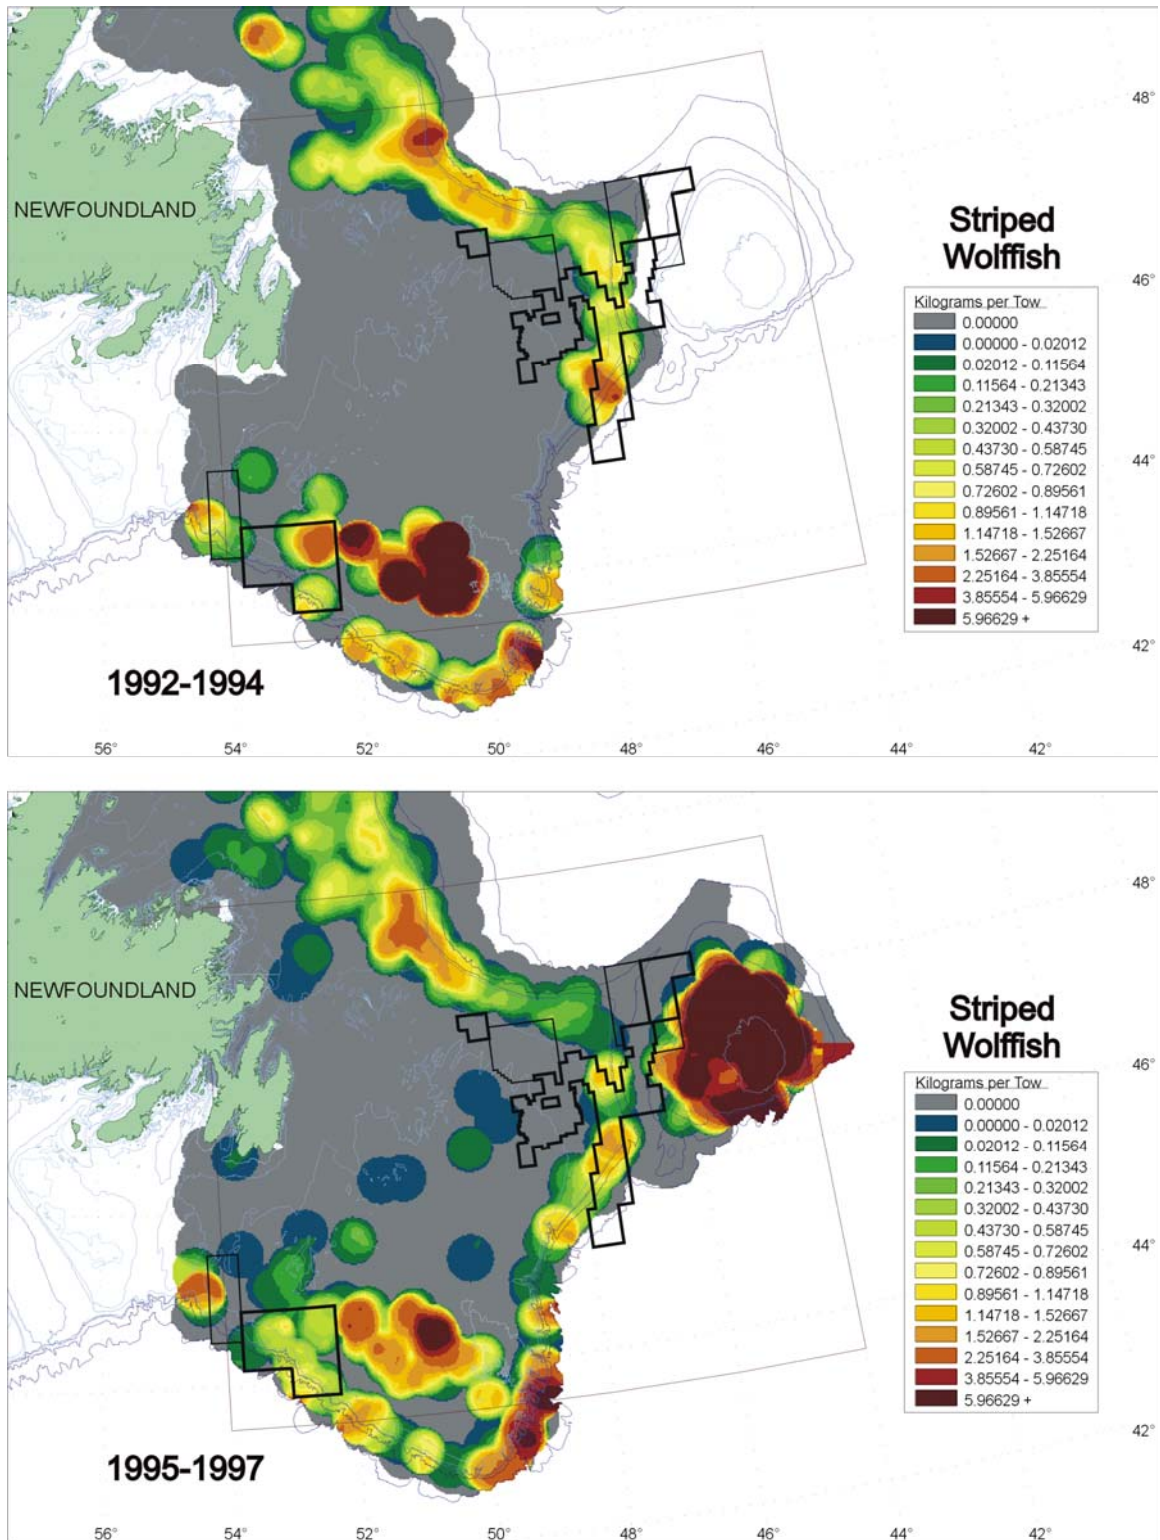 NEWFOUNDLAND
Striped
Wolffish
Kilograms per Tow
0.00000
0.00000 - 0.02012
0.02012 - 0.11564
0.11564 - 0.21343
0.21343 - 0.32002
0.32002 - 0.43730
0.43730 - 0.58745
0.58745 - 0.72602
0.72602 - 0.89561
0.89561 - 1.14718
1.14718 - 1.52667
1.52667 - 2.25164
2.25164 - 3.85554
3.85554 - 5.96629
5.96629 +
48°
46°
44°
42°
1992-1994
56° 54° 52° 50° 48° 46° 44° 42°
NEWFOUNDLAND
Striped
Wolffish
Kilograms per Tow
0.00000
0.00000 - 0.02012
0.02012 - 0.11564
0.11564 - 0.21343
0.21343 - 0.32002
0.32002 - 0.43730
0.43730 - 0.58745
0.58745 - 0.72602
0.72602 - 0.89561
0.89561 - 1.14718
1.14718 - 1.52667
1.52667 - 2.25164
2.25164 - 3.85554
3.85554 - 5.96629
5.96629 +
48°
46°
44°
42°
1995-1997
56° 54° 52° 50° 48° 46° 44° 42°